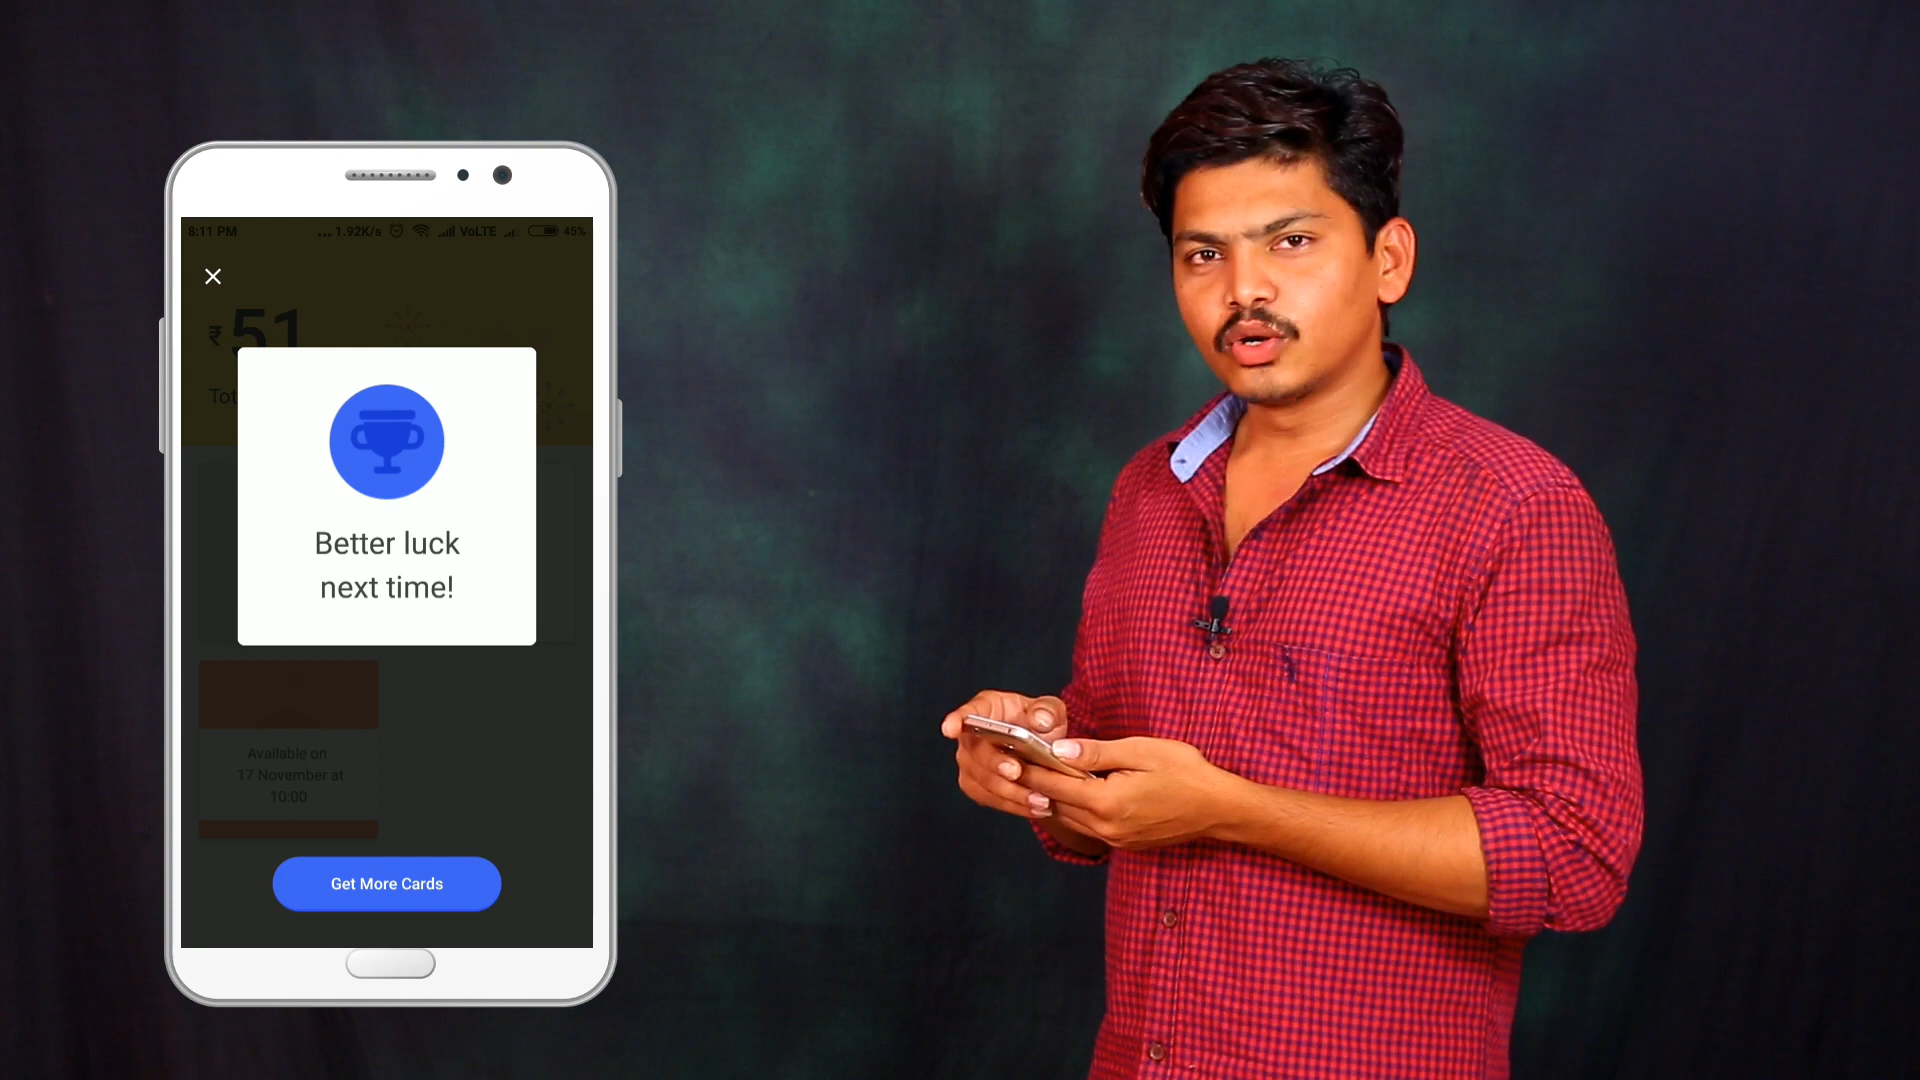 8:11 PM ... 1.92K/s VoLTE 45%
₹ 51
Tot
Better luck
next time!
Available on
17 November at
10:00
Get More Cards